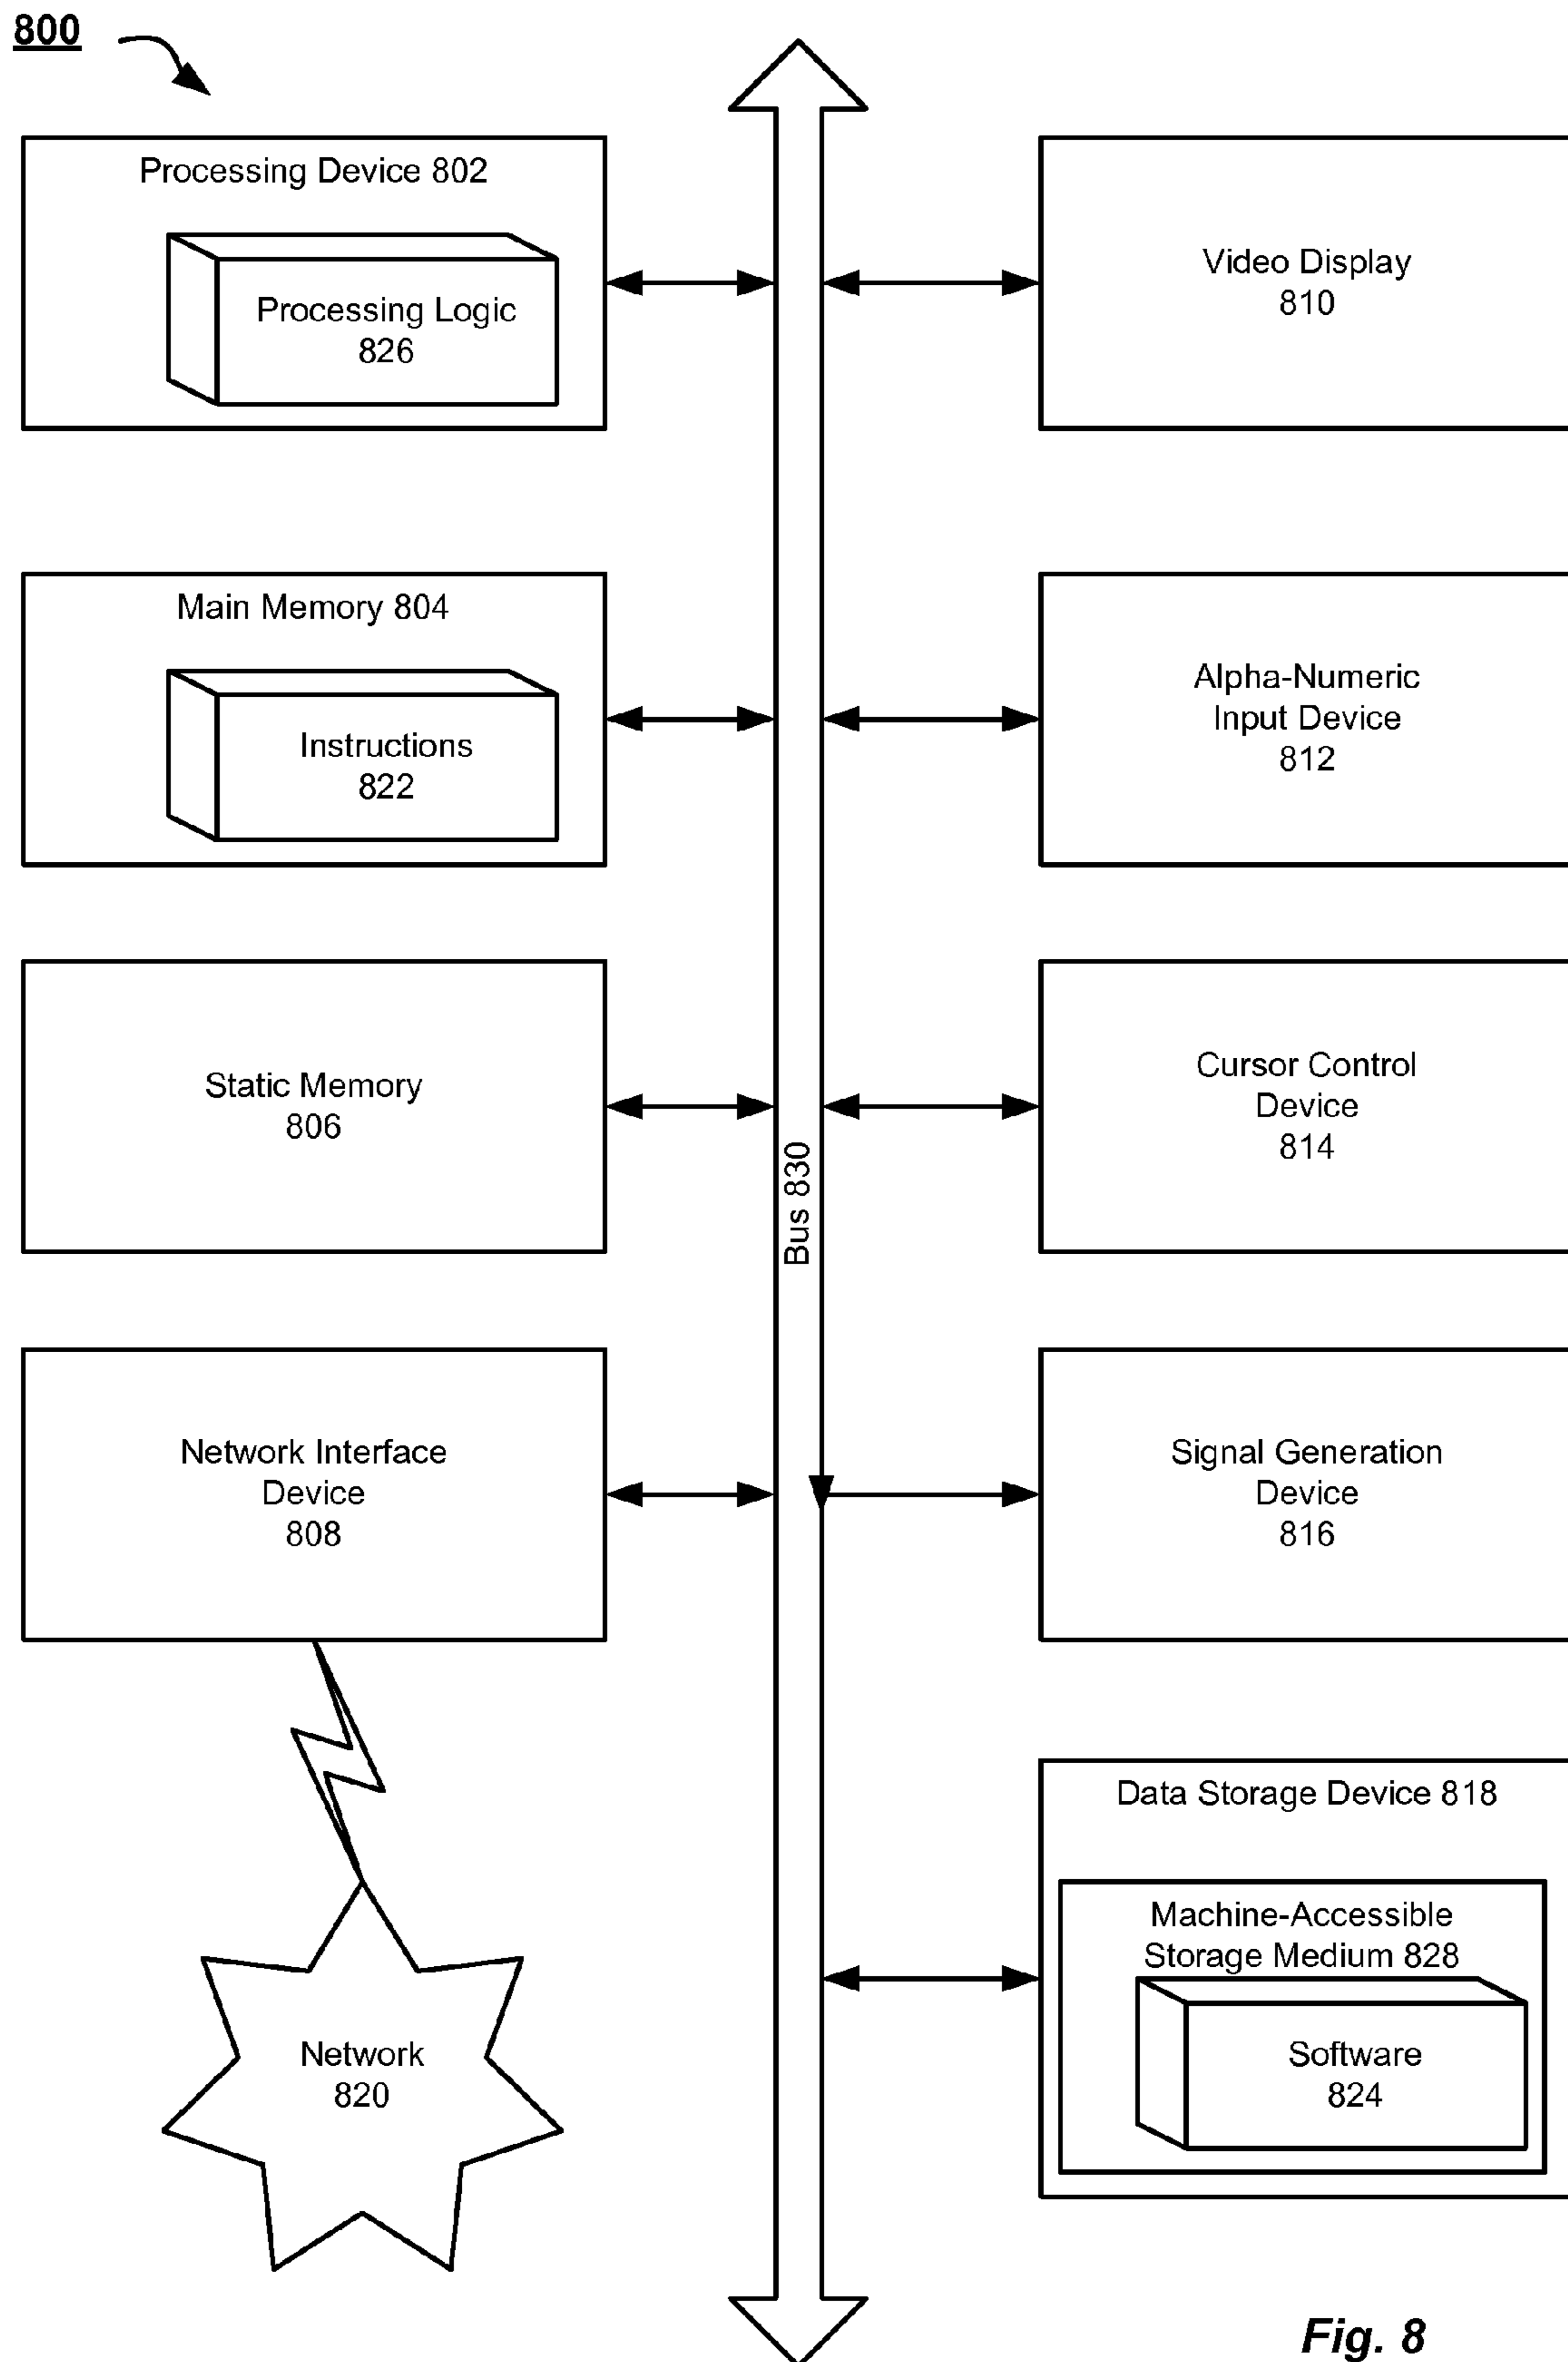 800
Processing Device 802
Processing Logic
826
Video Display
810
Main Memory 804
Instructions
822
Alpha-Numeric
Input Device
812
Static Memory
806
Cursor Control
Device
814
Bus 830
Network Interface
Device
808
Signal Generation
Device
816
Data Storage Device 818
Machine-Accessible
Storage Medium 828
Software
824
Network
820
Fig. 8